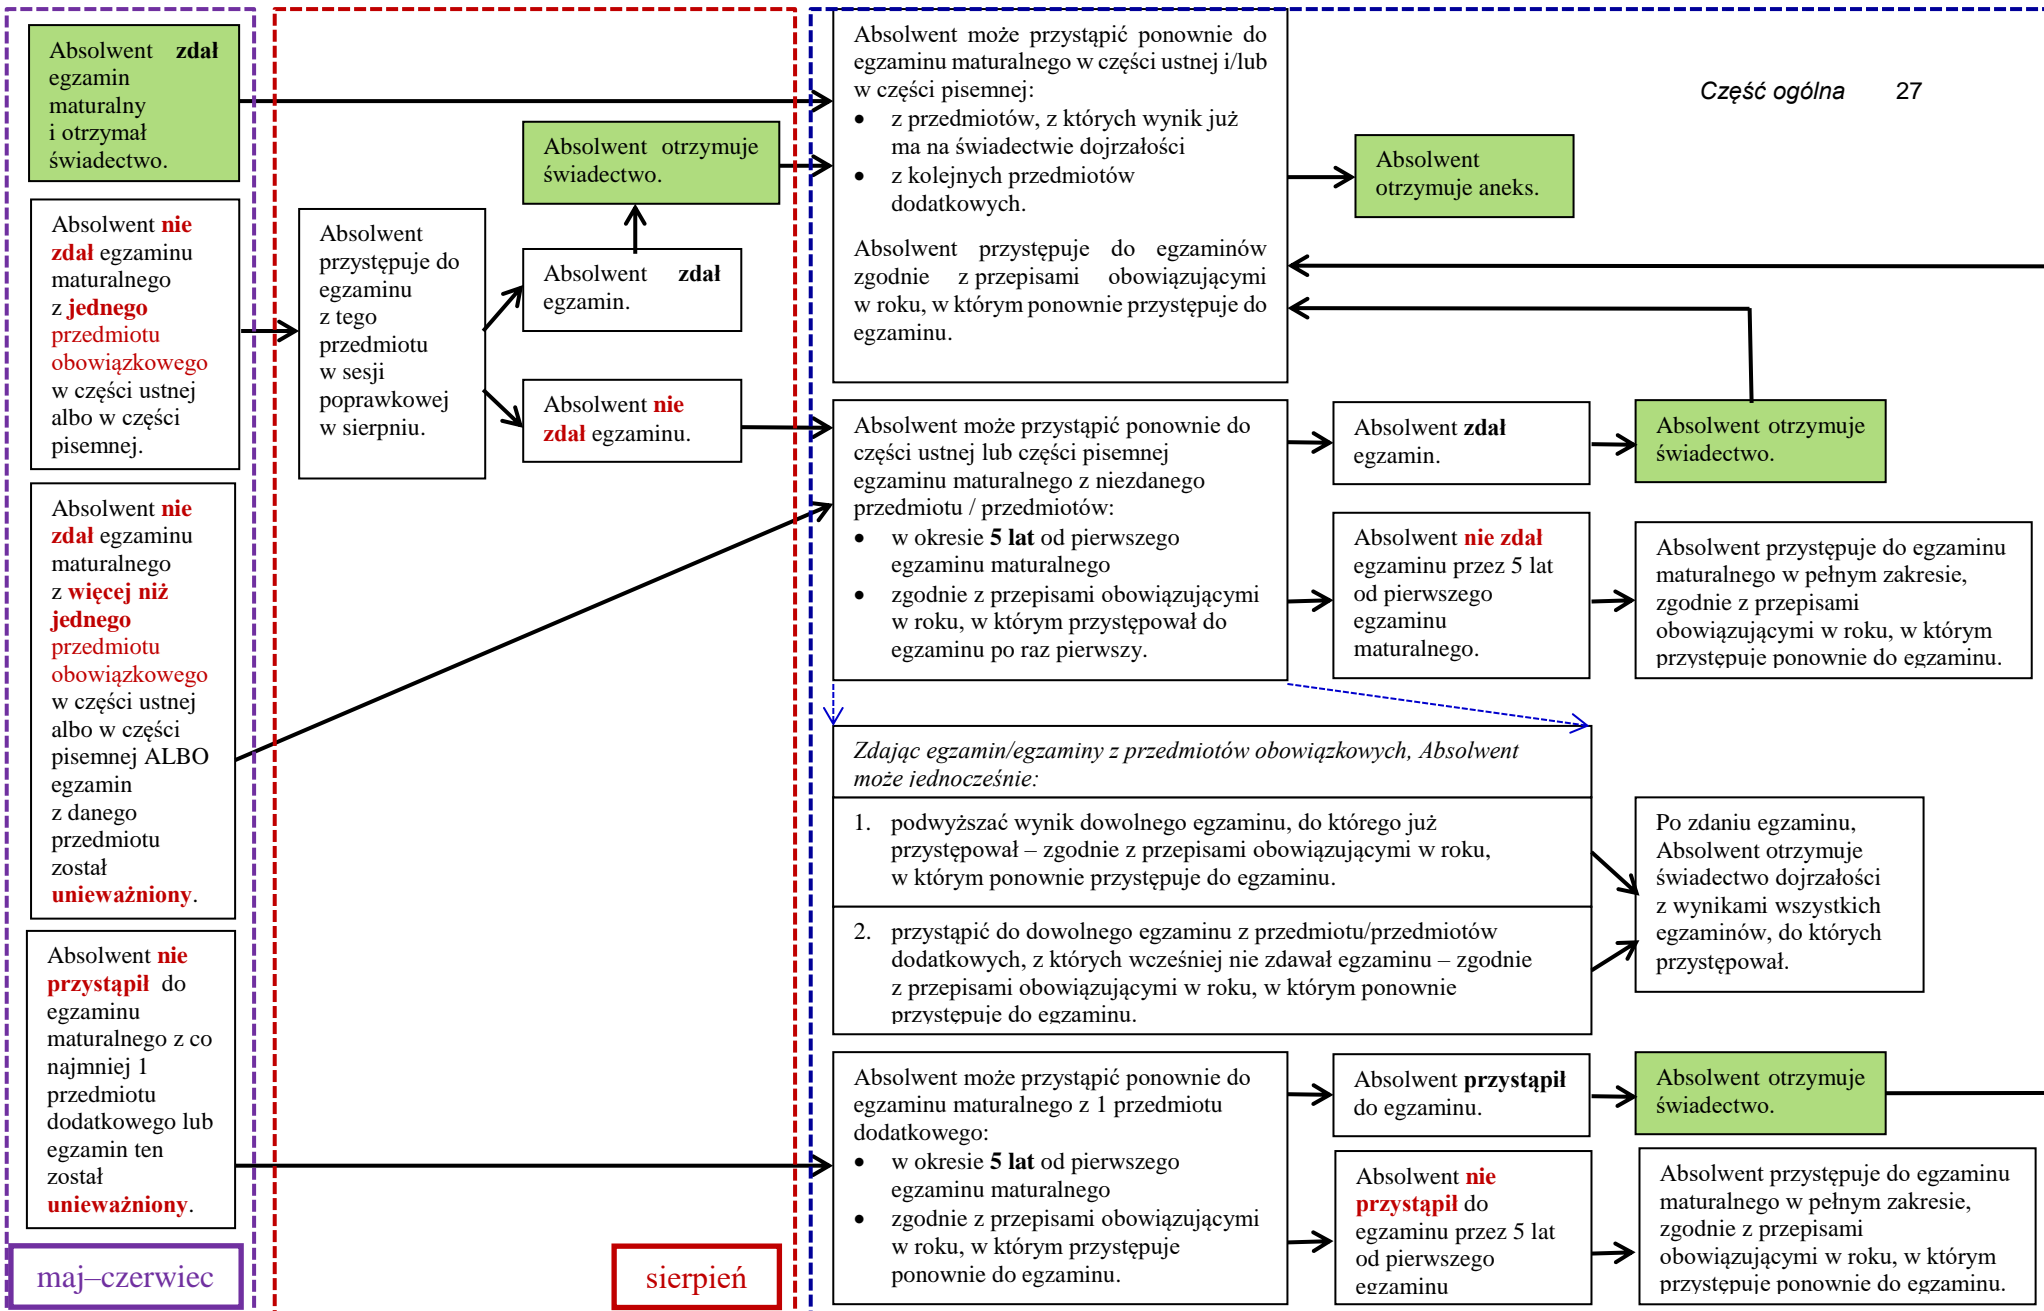 Część ogólna 27
Absolwent zdał
egzamin
maturalny
i otrzymał
świadectwo.
Absolwent nie
zdał egzaminu
maturalnego
z jednego
przedmiotu
obowiązkowego
w części ustnej
albo w części
pisemnej.
Absolwent nie
zdał egzaminu
maturalnego
z więcej niż
jednego
przedmiotu
obowiązkowego
w części ustnej
albo w części
pisemnej ALBO
egzamin
z danego
przedmiotu
został
unieważniony.
Absolwent nie
przystąpił do
egzaminu
maturalnego z co
najmniej 1
przedmiotu
dodatkowego lub
egzamin ten
został
unieważniony.
maj–czerwiec
Absolwent
przystępuje do
egzaminu
z tego
przedmiotu
w sesji
poprawkowej
w sierpniu.
Absolwent otrzymuje
świadectwo.
Absolwent zdał
egzamin.
Absolwent nie
zdał egzaminu.
sierpień
Absolwent może przystąpić ponownie do
egzaminu maturalnego w części ustnej i/lub
w części pisemnej:
• z przedmiotów, z których wynik już
ma na świadectwie dojrzałości
• z kolejnych przedmiotów
dodatkowych.
Absolwent przystępuje do egzaminów
zgodnie z przepisami obowiązującymi
w roku, w którym ponownie przystępuje do
egzaminu.
Absolwent
otrzymuje aneks.
Absolwent może przystąpić ponownie do
części ustnej lub części pisemnej
egzaminu maturalnego z niezdanego
przedmiotu / przedmiotów:
• w okresie 5 lat od pierwszego
egzaminu maturalnego
• zgodnie z przepisami obowiązującymi
w roku, w którym przystępował do
egzaminu po raz pierwszy.
Absolwent zdał
egzamin.
Absolwent otrzymuje
świadectwo.
Absolwent nie zdał
egzaminu przez 5 lat
od pierwszego
egzaminu
maturalnego.
Absolwent przystępuje do egzaminu
maturalnego w pełnym zakresie,
zgodnie z przepisami
obowiązującymi w roku, w którym
przystępuje ponownie do egzaminu.
Zdając egzamin/egzaminy z przedmiotów obowiązkowych, Absolwent
może jednocześnie:
1. podwyższać wynik dowolnego egzaminu, do którego już
przystępował – zgodnie z przepisami obowiązującymi w roku,
w którym ponownie przystępuje do egzaminu.
2. przystąpić do dowolnego egzaminu z przedmiotu/przedmiotów
dodatkowych, z których wcześniej nie zdawał egzaminu – zgodnie
z przepisami obowiązującymi w roku, w którym ponownie
przystępuje do egzaminu.
Po zdaniu egzaminu,
Absolwent otrzymuje
świadectwo dojrzałości
z wynikami wszystkich
egzaminów, do których
przystępował.
Absolwent może przystąpić ponownie do
egzaminu maturalnego z 1 przedmiotu
dodatkowego:
• w okresie 5 lat od pierwszego
egzaminu maturalnego
• zgodnie z przepisami obowiązującymi
w roku, w którym przystępuje
ponownie do egzaminu.
Absolwent przystąpił
do egzaminu.
Absolwent otrzymuje
świadectwo.
Absolwent nie
przystąpił do
egzaminu przez 5 lat
od pierwszego
egzaminu
Absolwent przystępuje do egzaminu
maturalnego w pełnym zakresie,
zgodnie z przepisami
obowiązującymi w roku, w którym
przystępuje ponownie do egzaminu.